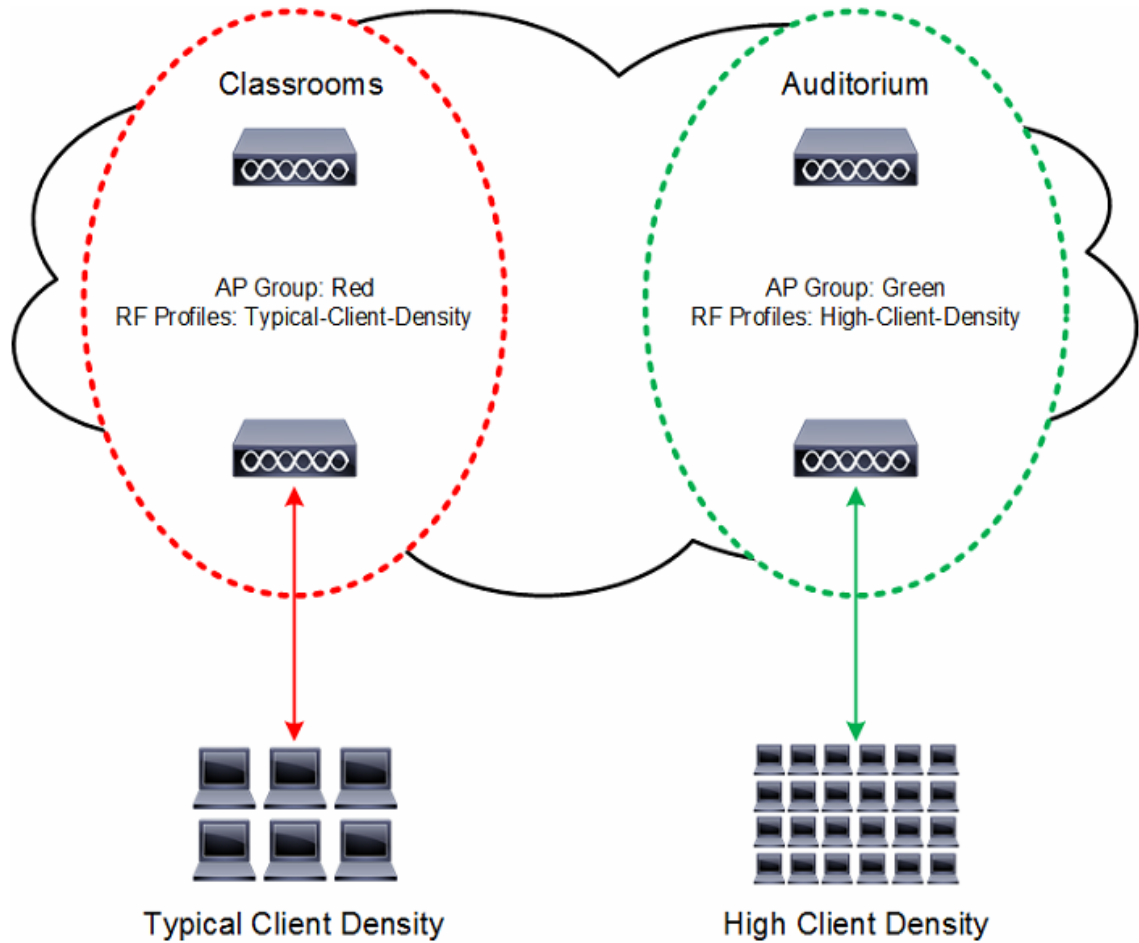 Classrooms
Auditorium
AP Group: Red
RF Profiles: Typical-Client-Density
AP Group: Green
RF Profiles: High-Client-Density
Typical Client Density
High Client Density